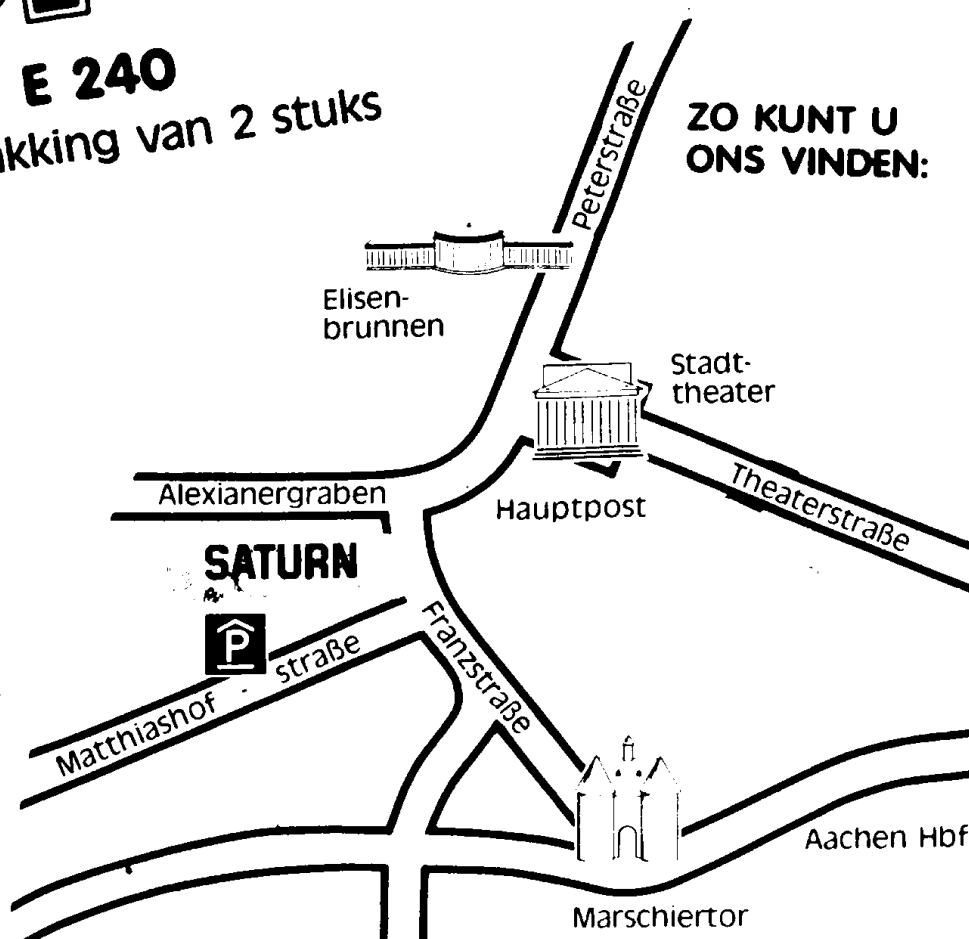 E 240
van 2 stuks
ZO KUNT U
ONS VINDEN:
Peterstraße
Elisen-
brunnen
Stadt-
theater
Alexianergraben
Hauptpost
Theaterstraße
SATURN
P
Franzstraße
Matthiashof - straße
Aachen Hbf
Marschiertor